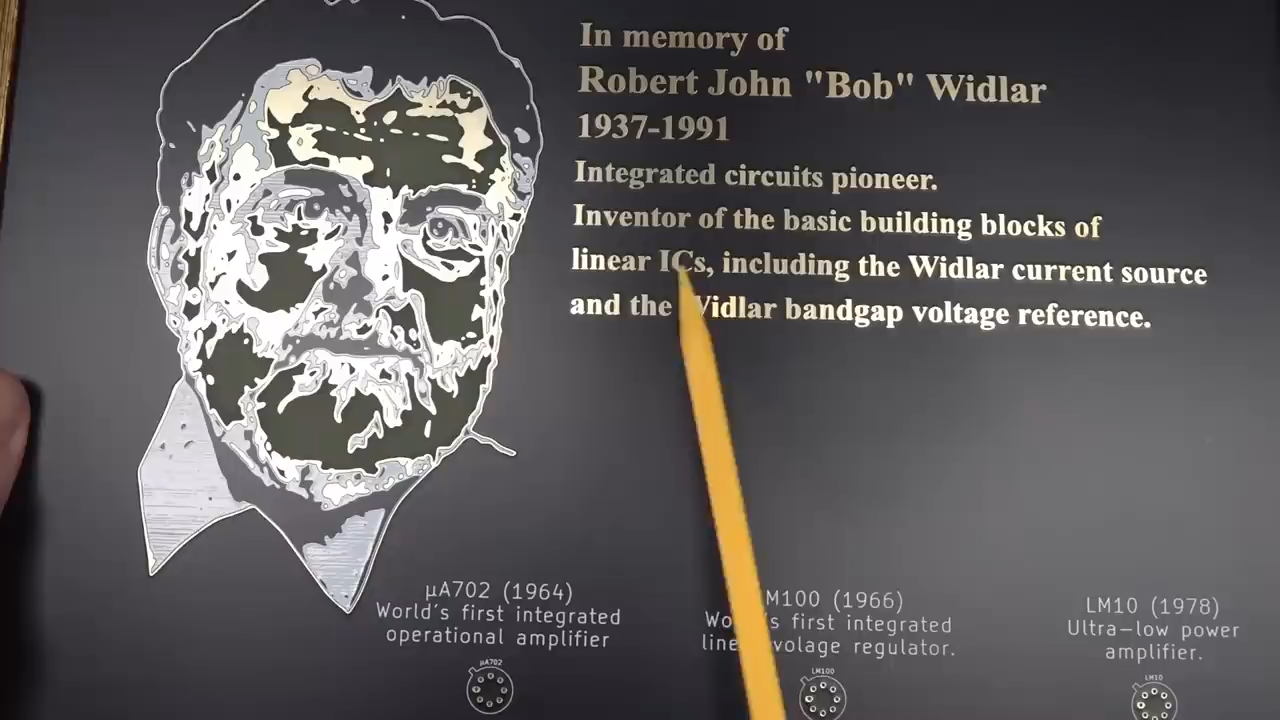 In memory of
Robert John "Bob" Widlar
1937-1991
Integrated circuits pioneer.
Inventor of the basic building blocks of
linear ICs, including the Widlar current source
and the Widlar bandgap voltage reference.
µA702 (1964)
World's first integrated
operational amplifier
µA702
M100 (1966)
World's first integrated
linear volage regulator.
LM100
LM10 (1978)
Ultra-low power
amplifier.
LM10